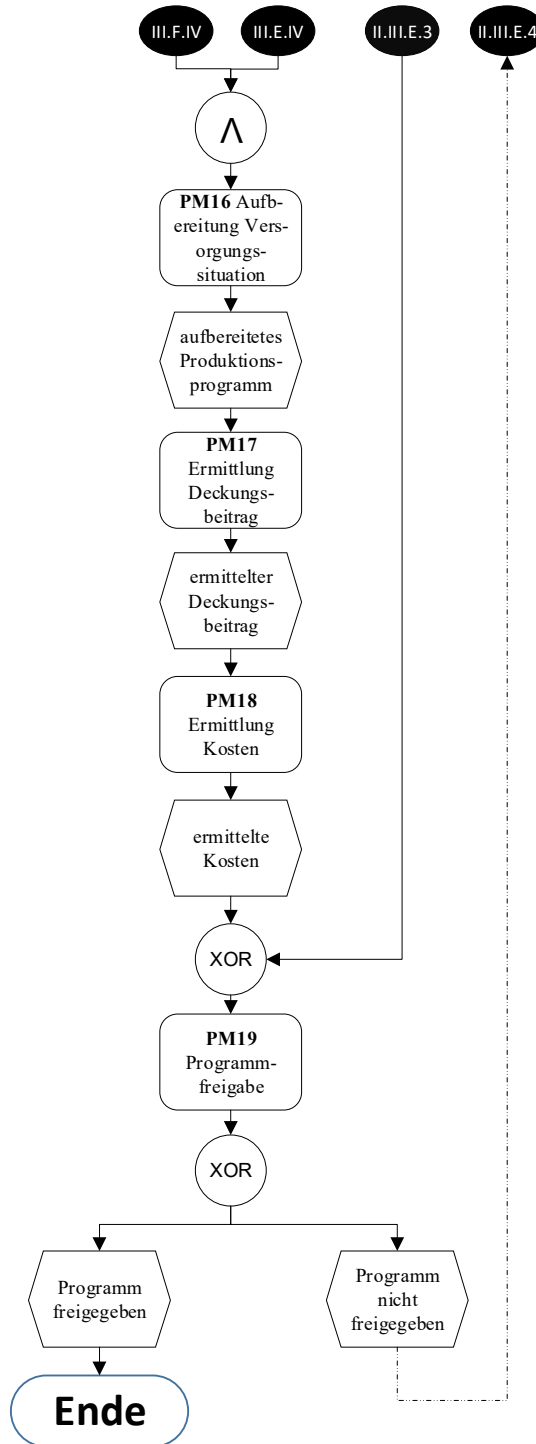 III.F.IV
III.E.IV
II.III.E.3
II.III.E.4
Λ
PM16 Aufb-
ereitung Vers-
orgungs-
situation
aufbereitetes
Produktions-
programm
PM17
Ermittlung
Deckungs-
beitrag
ermittelter
Deckungs-
beitrag
PM18
Ermittlung
Kosten
ermittelte
Kosten
XOR
PM19
Programm-
freigabe
XOR
Programm
freigegeben
Programm
nicht
freigegeben
Ende